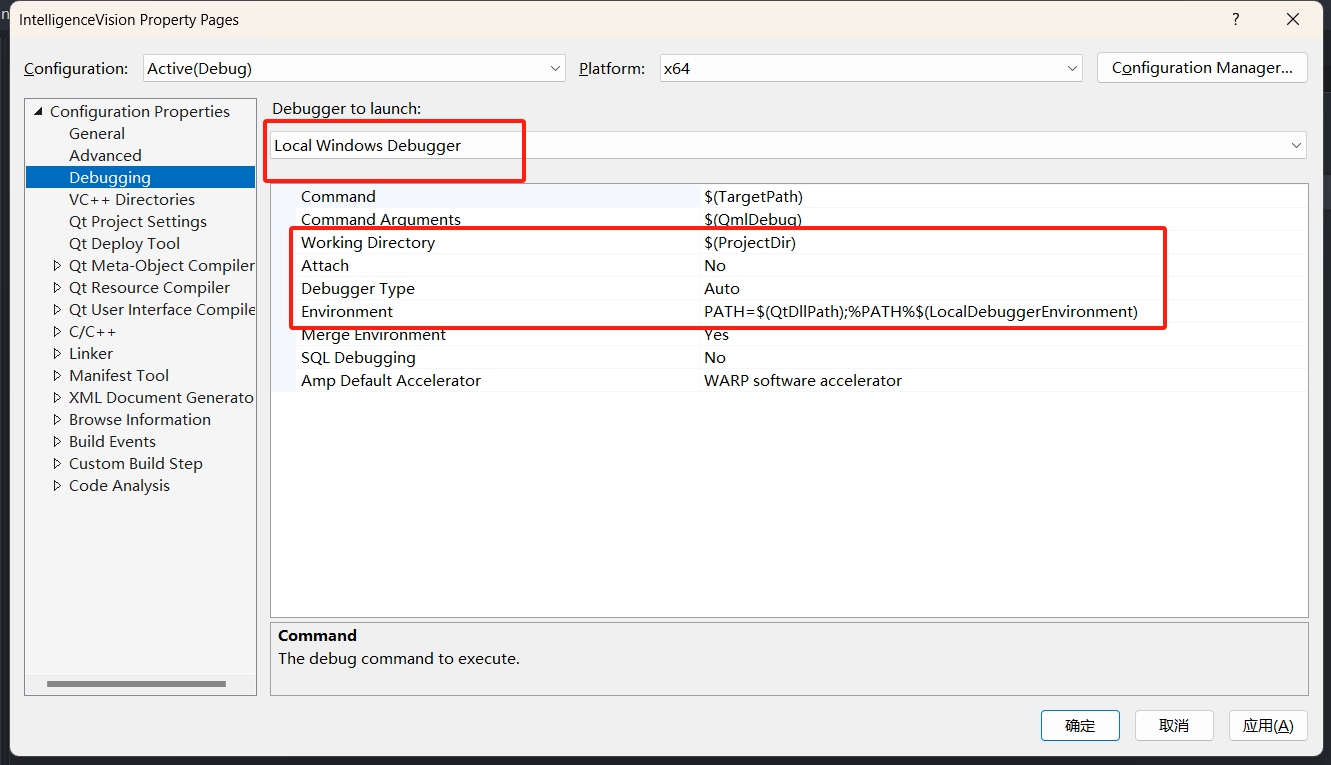 IntelligenceVision Property Pages
?
Configuration: Active(Debug) Platform: x64 Configuration Manager...
Configuration Properties
General
Advanced
Debugging
VC++ Directories
Qt Project Settings
Qt Deploy Tool
Qt Meta-Object Compiler
Qt Resource Compiler
Qt User Interface Compile
C/C++
Linker
Manifest Tool
XML Document Generato
Browse Information
Build Events
Custom Build Step
Code Analysis
Debugger to launch:
Local Windows Debugger
Command $(TargetPath)
Command Arguments $(QmlDebug)
Working Directory $(ProjectDir)
Attach No
Debugger Type Auto
Environment PATH=$(QtDllPath);%PATH%$(LocalDebuggerEnvironment)
Merge Environment Yes
SQL Debugging No
Amp Default Accelerator WARP software accelerator
Command
The debug command to execute.
确定 取消 应用(A)